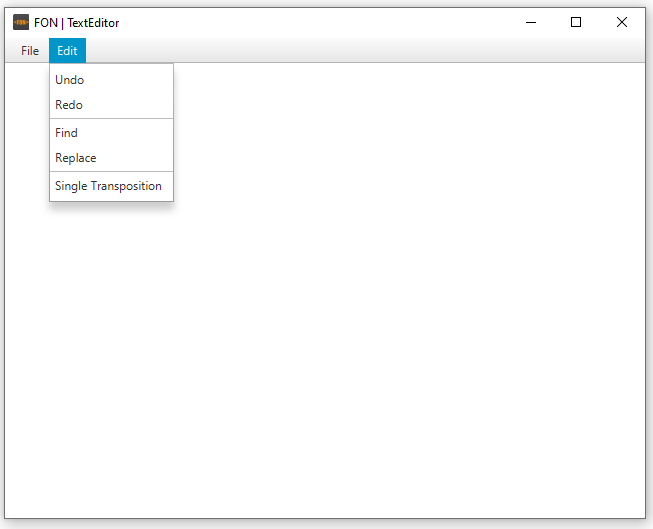 FON | TextEditor
File Edit
Undo
Redo
Find
Replace
Single Transposition